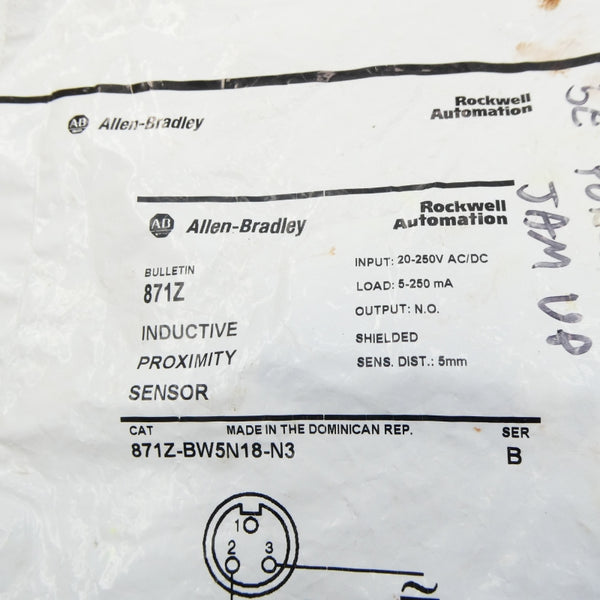 AB Allen-Bradley
Rockwell
Automation
AB Allen-Bradley
Rockwell
Automation
BULLETIN
871Z
INDUCTIVE
PROXIMITY
SENSOR
INPUT: 20-250V AC/DC
LOAD: 5-250 mA
OUTPUT: N.O.
SHIELDED
SENS. DIST.: 5mm
CAT MADE IN THE DOMINICAN REP. SER
871Z-BW5N18-N3 B
1
2 3
JAM UP